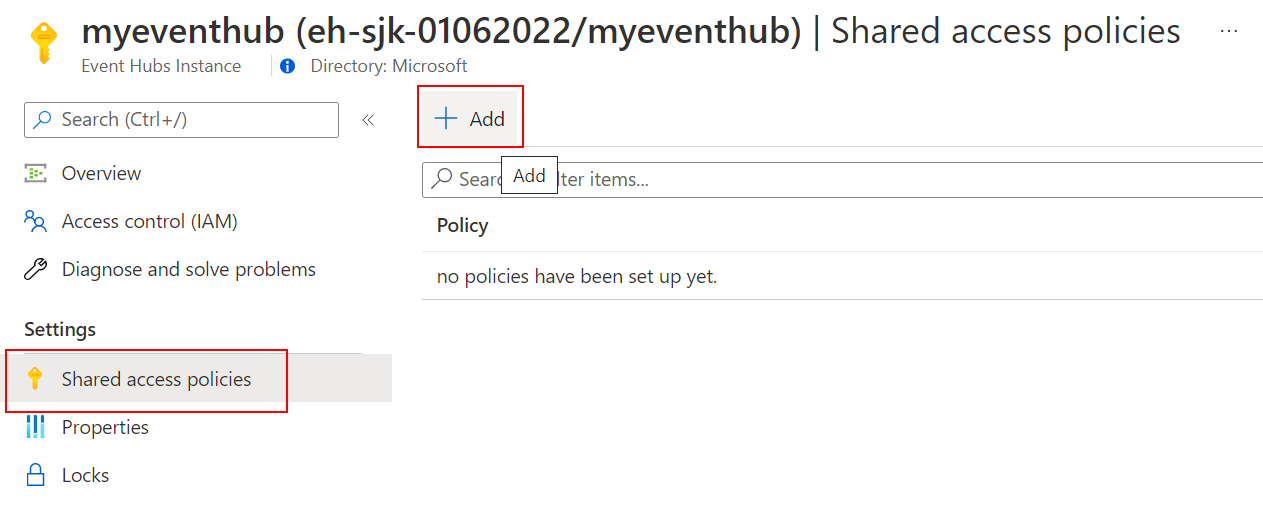 myeventhub (eh-sjk-01062022/myeventhub) | Shared access policies ...
Event Hubs Instance Directory: Microsoft
Search (Ctrl+/) «
Overview
Access control (IAM)
Diagnose and solve problems
Settings
Shared access policies
Properties
Locks
Add
Add
Sear lter items...
Policy
no policies have been set up yet.